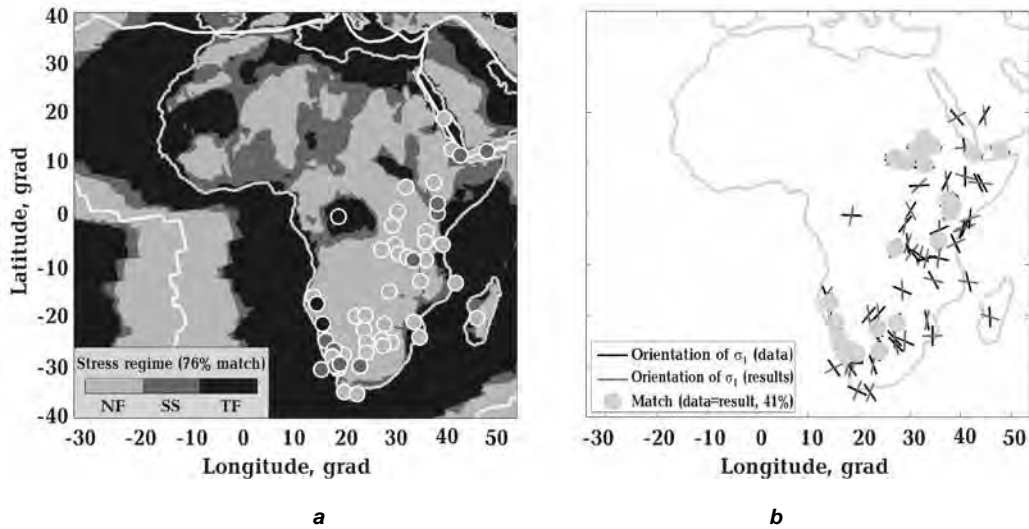 40
30
20
10
0
-10
-20
-30
-40
Latitude, grad
Stress regime (76% match)
NF SS TF
-30 -20 -10 0 10 20 30 40 50
Longitude, grad
a
Orientation of σ1 (data)
Orientation of σ1 (results)
Match (data=result, 41%)
-30 -20 -10 0 10 20 30 40 50
Longitude, grad
b